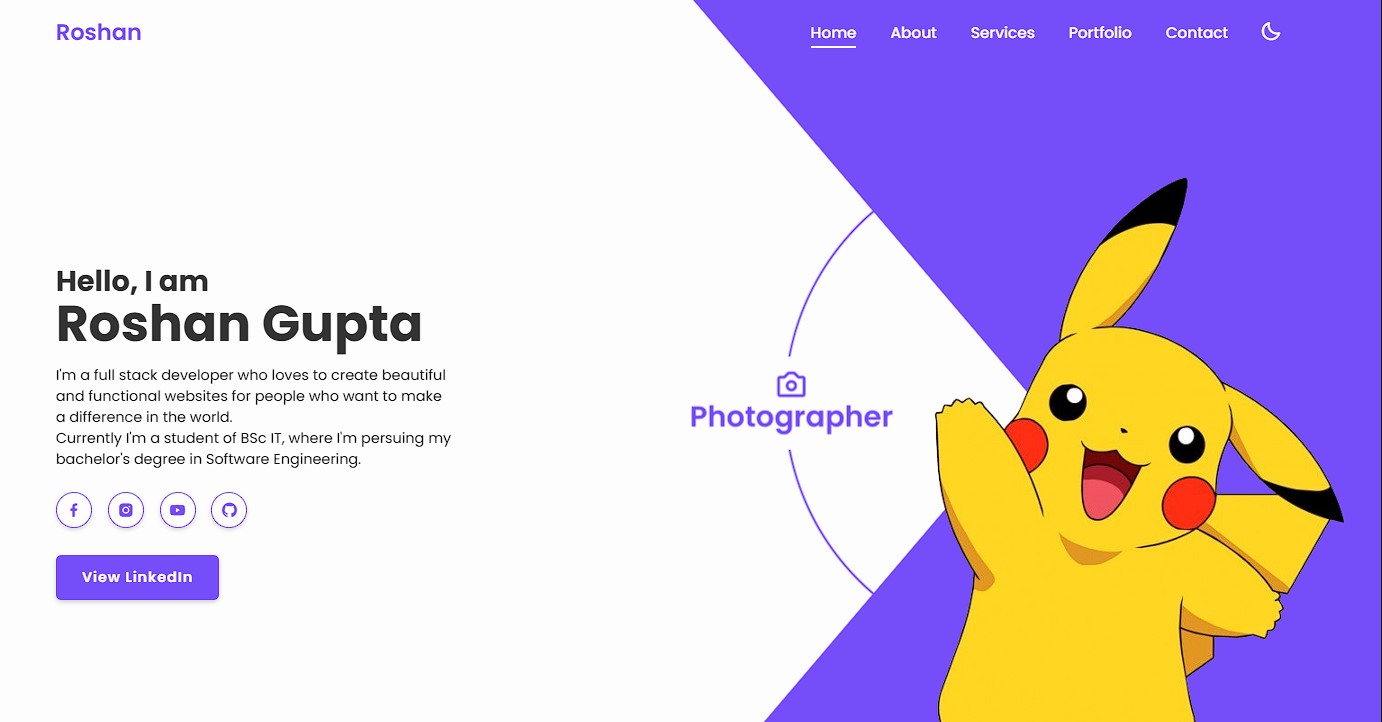 Roshan
Home About Services Portfolio Contact
Hello, I am
Roshan Gupta
I'm a full stack developer who loves to create beautiful
and functional websites for people who want to make
a difference in the world.
Currently I'm a student of BSc IT, where I'm persuing my
bachelor's degree in Software Engineering.
View LinkedIn
Photographer